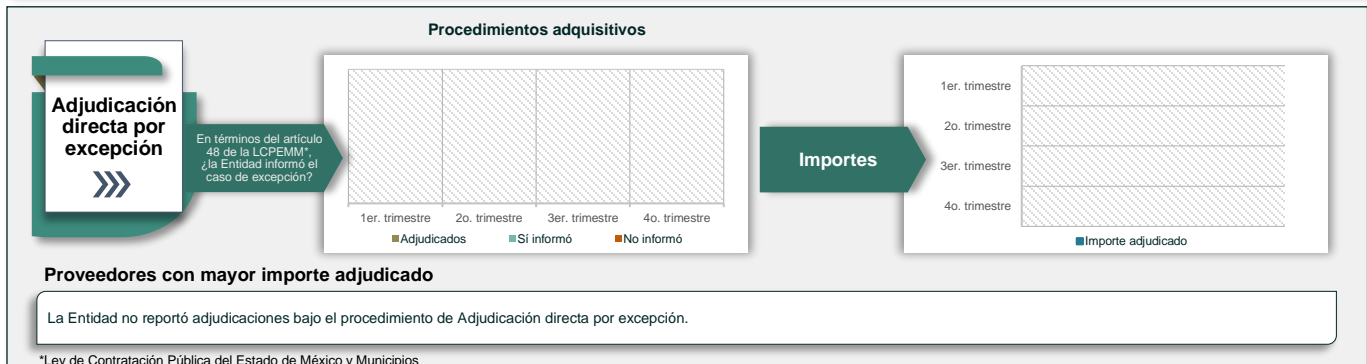 Procedimientos adquisitivos
Adjudicación
directa por
excepción
En términos del artículo
48 de la LCPEMM*,
¿la Entidad informó el
caso de excepción?
1er. trimestre 2o. trimestre 3er. trimestre 4o. trimestre
Adjudicados Sí informó No informó
Importes
1er. trimestre
2o. trimestre
3er. trimestre
4o. trimestre
Importe adjudicado
Proveedores con mayor importe adjudicado
La Entidad no reportó adjudicaciones bajo el procedimiento de Adjudicación directa por excepción.
*Ley de Contratación Pública del Estado de México y Municipios